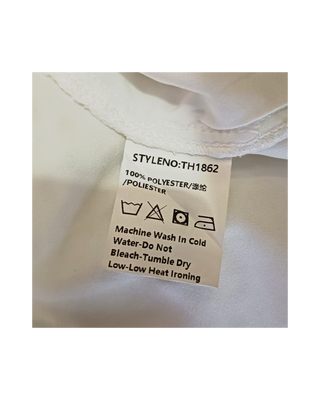 STYLENO:TH1862
100% POLYESTER/涤纶
/POLIESTER
Machine Wash In Cold
Water-Do Not
Bleach-Tumble Dry
Low-Low Heat Ironing